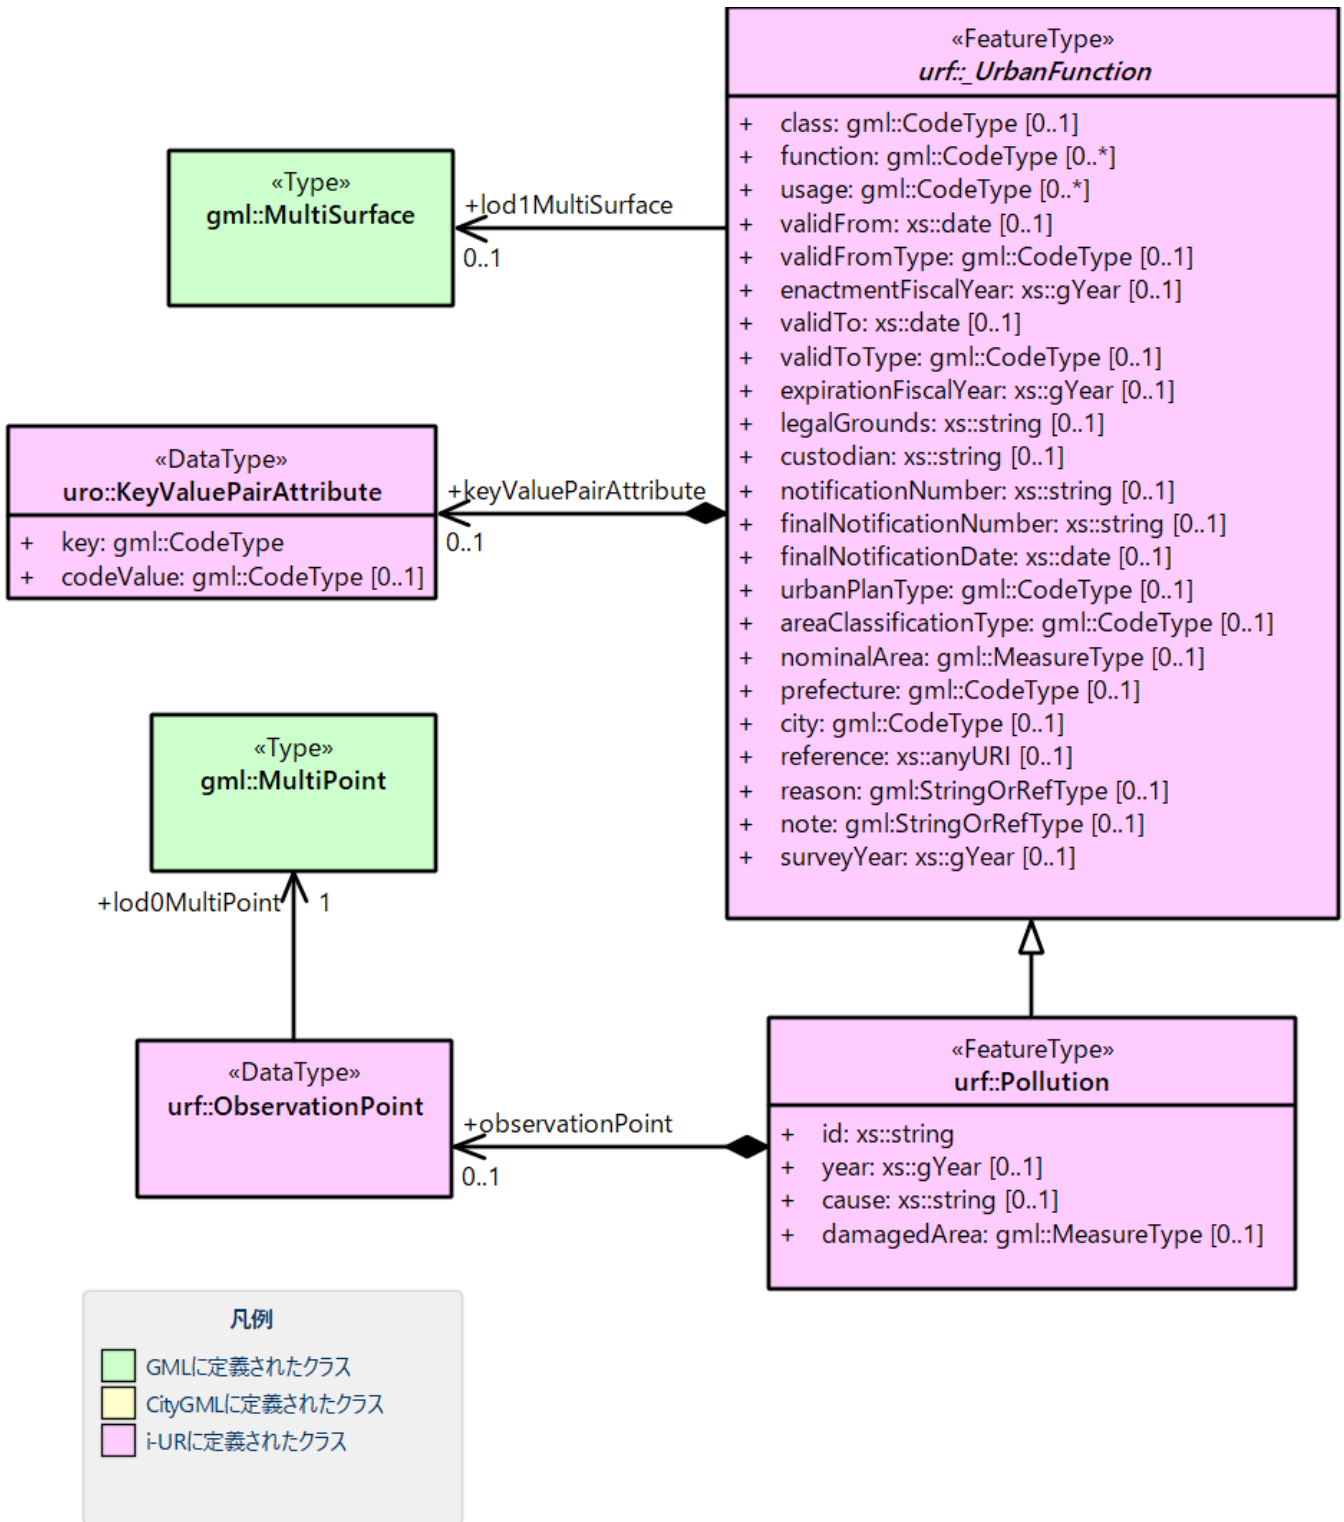 «FeatureType»
urf::_UrbanFunction
+ class: gml::CodeType [0..1]
+ function: gml::CodeType [0..*]
+ usage: gml::CodeType [0..*]
+ validFrom: xs::date [0..1]
+ validFromType: gml::CodeType [0..1]
+ enactmentFiscalYear: xs::gYear [0..1]
+ validTo: xs::date [0..1]
+ validToType: gml::CodeType [0..1]
+ expirationFiscalYear: xs::gYear [0..1]
+ legalGrounds: xs::string [0..1]
+ custodian: xs::string [0..1]
+ notificationNumber: xs::string [0..1]
+ finalNotificationNumber: xs::string [0..1]
+ finalNotificationDate: xs::date [0..1]
+ urbanPlanType: gml::CodeType [0..1]
+ areaClassificationType: gml::CodeType [0..1]
+ nominalArea: gml::MeasureType [0..1]
+ prefecture: gml::CodeType [0..1]
+ city: gml::CodeType [0..1]
+ reference: xs::anyURI [0..1]
+ reason: gml:StringOrRefType [0..1]
+ note: gml:StringOrRefType [0..1]
+ surveyYear: xs::gYear [0..1]
«Type»
gml::MultiSurface
+lod1MultiSurface
0..1
«DataType»
uro::KeyValuePairAttribute
+ key: gml::CodeType
+ codeValue: gml::CodeType [0..1]
+keyValuePairAttribute
0..1
«Type»
gml::MultiPoint
+lod0MultiPoint
1
«DataType»
urf::ObservationPoint
+observationPoint
0..1
«FeatureType»
urf::Pollution
+ id: xs::string
+ year: xs::gYear [0..1]
+ cause: xs::string [0..1]
+ damagedArea: gml::MeasureType [0..1]
凡例
GMLに定義されたクラス
CityGMLに定義されたクラス
i-URに定義されたクラス